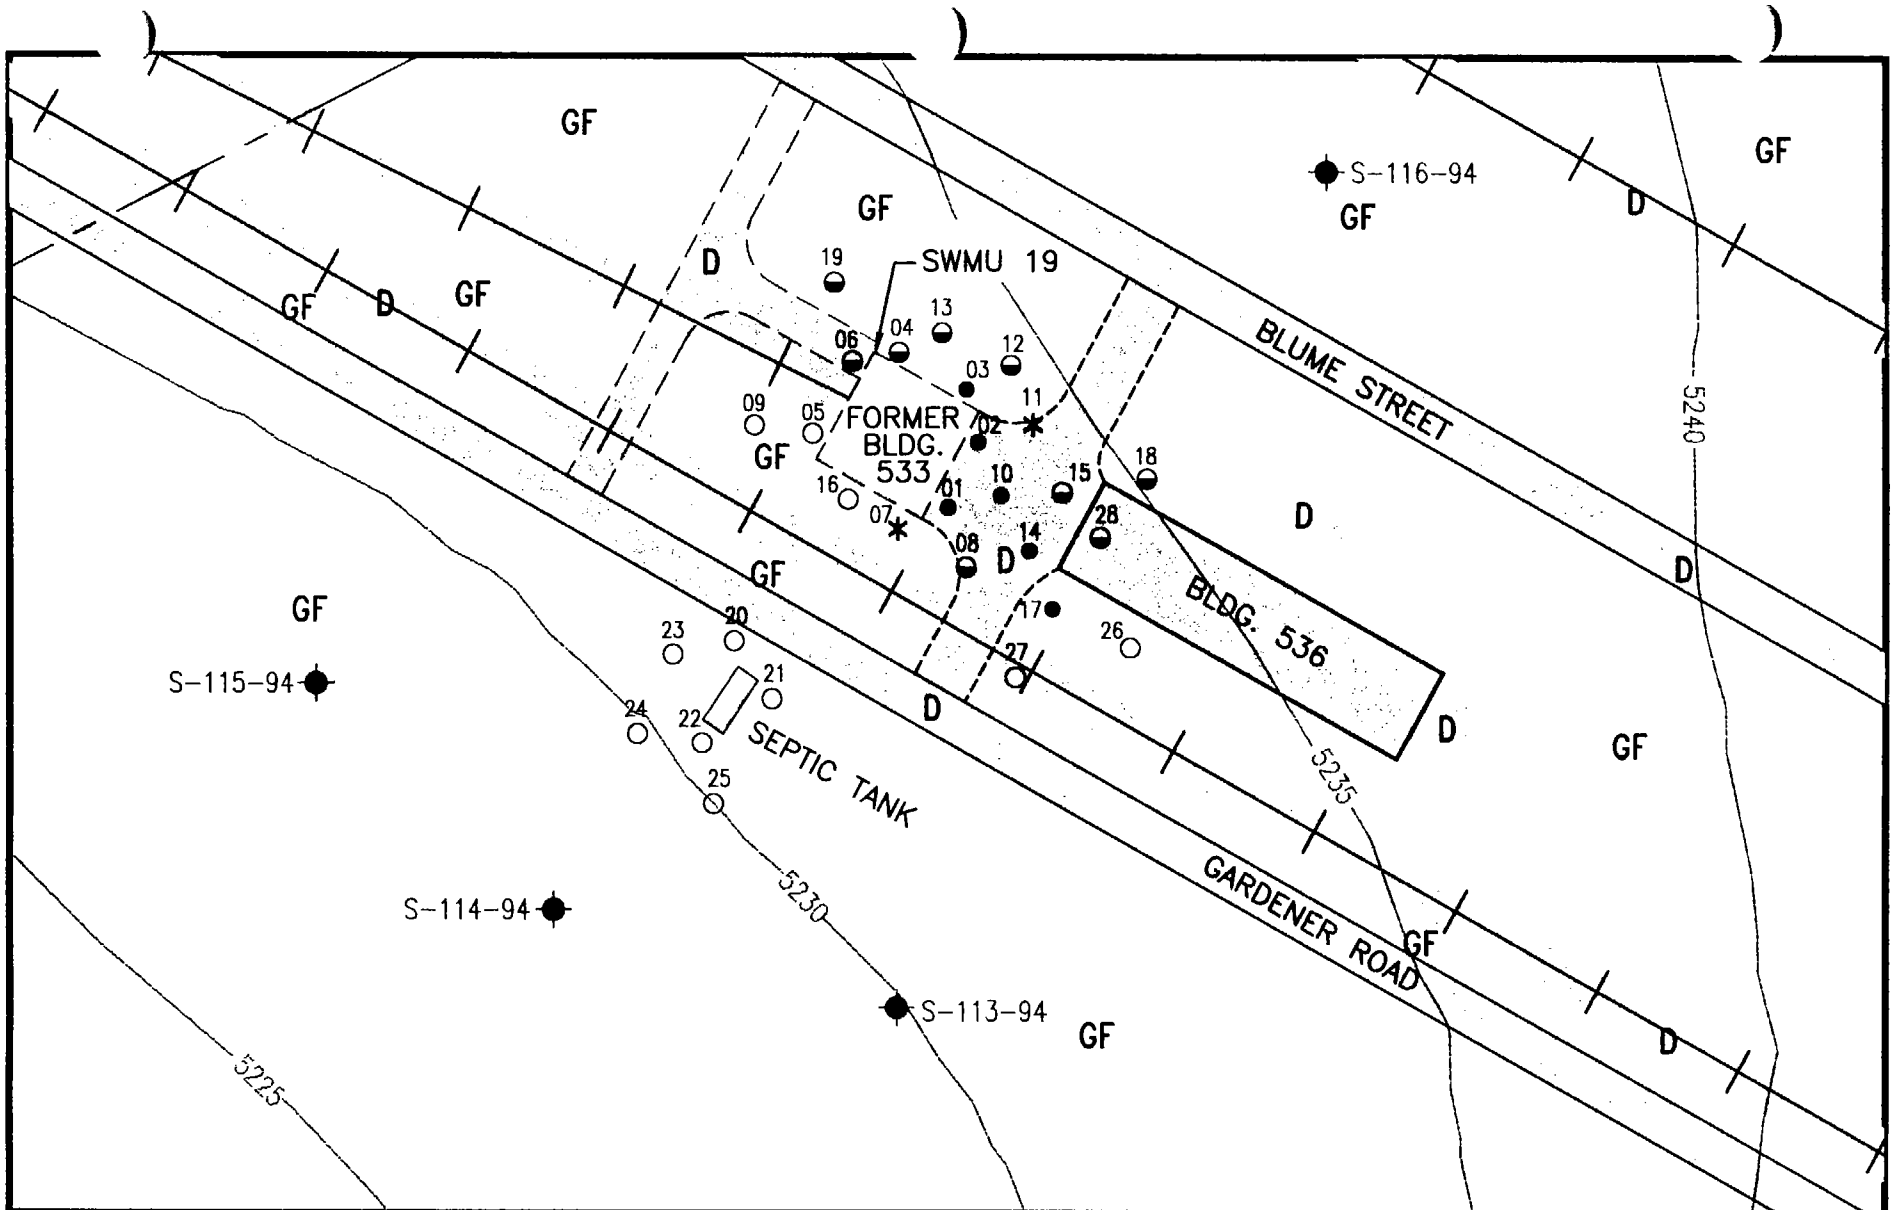 GF
GF
S-116-94
GF
D
GF
D
SWMU 19
19
GF
D
GF
13
04
06
12
03
11
BLUME STREET
5240
09
05
FORMER
BLDG.
533
02
GF
16
07
01
10
15
18
28
D
08
D
14
D
GF
GF
BLDG. 536
17
26
27
20
23
S-115-94
21
24
22
D
D
GF
SEPTIC TANK
25
5235
5230
S-114-94
GARDENER ROAD
GF
S-113-94
GF
D
5225